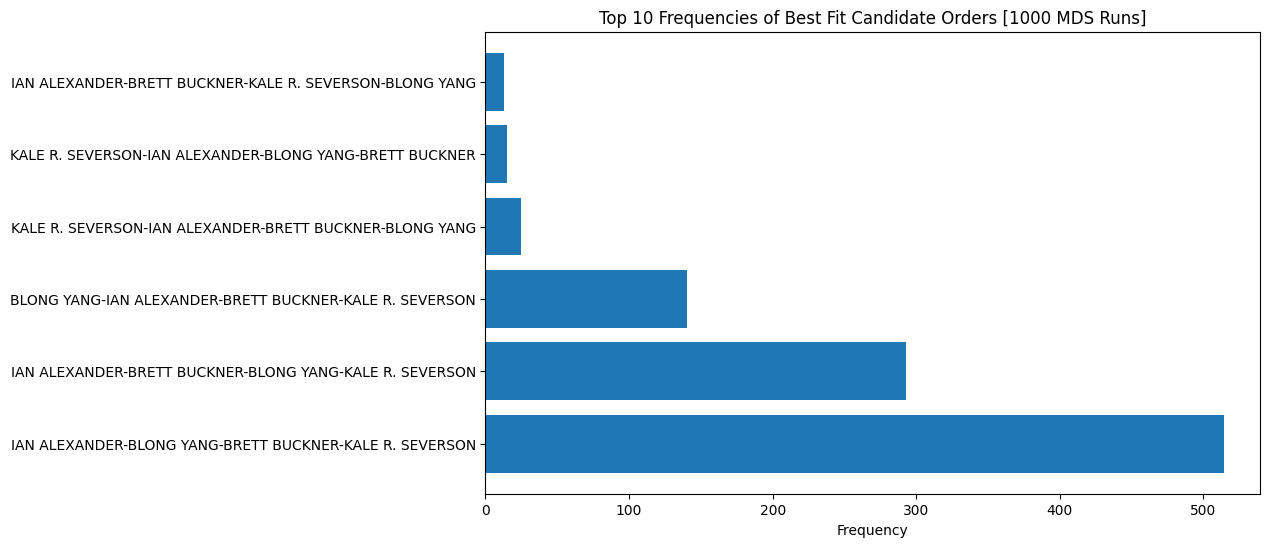 Top 10 Frequencies of Best Fit Candidate Orders [1000 MDS Runs]
IAN ALEXANDER-BRETT BUCKNER-KALE R. SEVERSON-BLONG YANG
KALE R. SEVERSON-IAN ALEXANDER-BLONG YANG-BRETT BUCKNER
KALE R. SEVERSON-IAN ALEXANDER-BRETT BUCKNER-BLONG YANG
BLONG YANG-IAN ALEXANDER-BRETT BUCKNER-KALE R. SEVERSON
IAN ALEXANDER-BRETT BUCKNER-BLONG YANG-KALE R. SEVERSON
IAN ALEXANDER-BLONG YANG-BRETT BUCKNER-KALE R. SEVERSON
0 100 200 300 400 500
Frequency